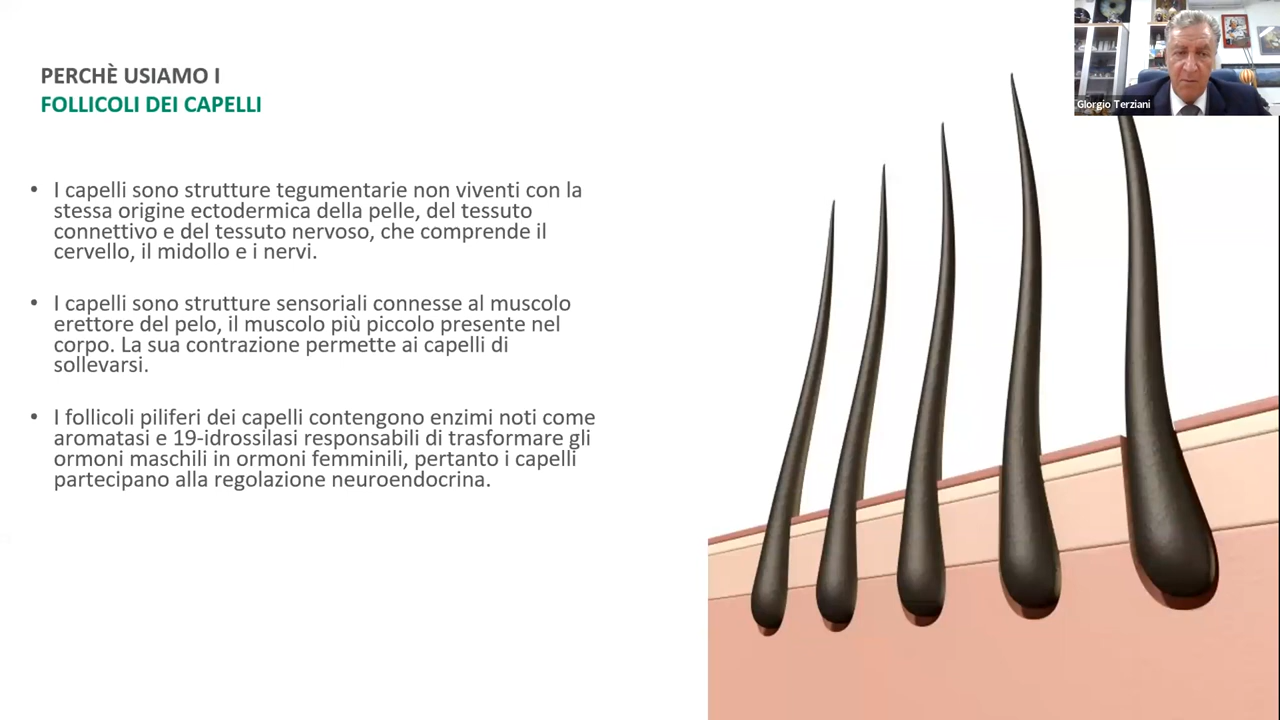 PERCHÈ USIAMO I
FOLLICOLI DEI CAPELLI
GIorgio Terziani
• I capelli sono strutture tegumentarie non viventi con la
stessa origine ectodermica della pelle, del tessuto
connettivo e del tessuto nervoso, che comprende il
cervello, il midollo e i nervi.
• I capelli sono strutture sensoriali connesse al muscolo
erettore del pelo, il muscolo più piccolo presente nel
corpo. La sua contrazione permette ai capelli di
sollevarsi.
• I follicoli piliferi dei capelli contengono enzimi noti come
aromatasi e 19-idrossilasi responsabili di trasformare gli
ormoni maschili in ormoni femminili, pertanto i capelli
partecipano alla regolazione neuroendocrina.